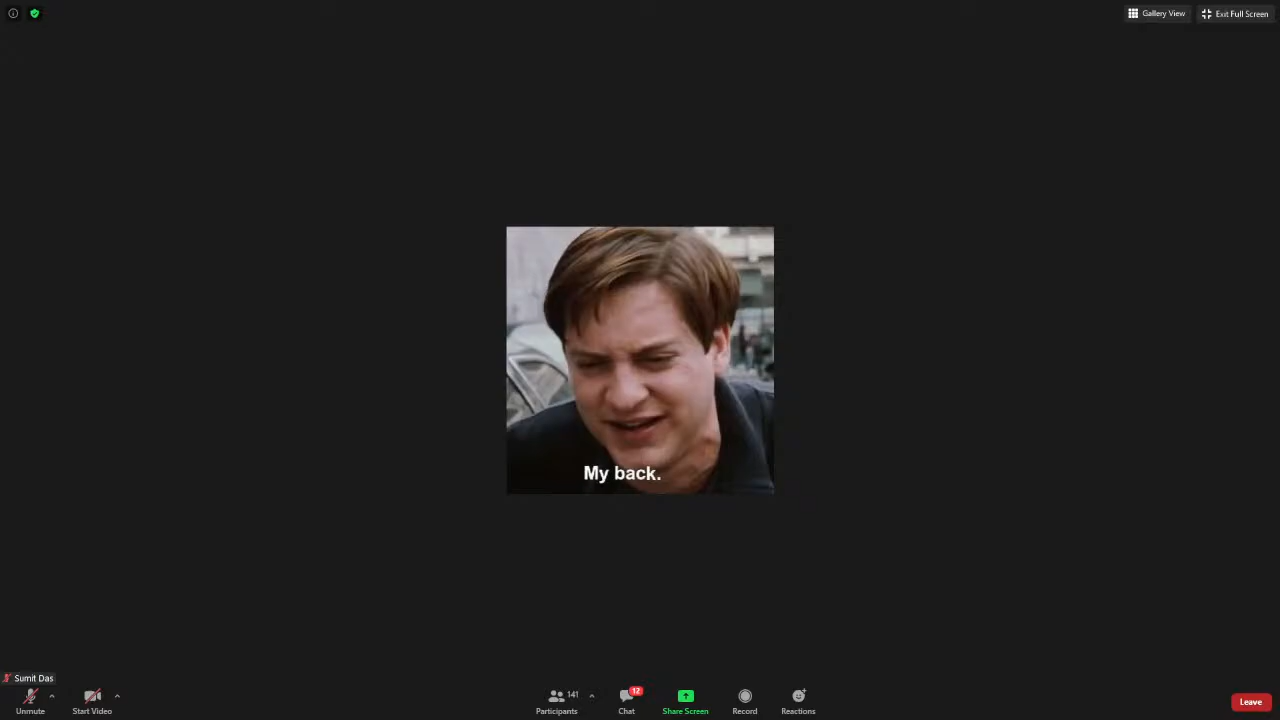 Gallery View
Exit Full Screen
My back.
Sumit Das
Unmute
Start Video
Participants
141
Chat
12
Share Screen
Record
Reactions
Leave